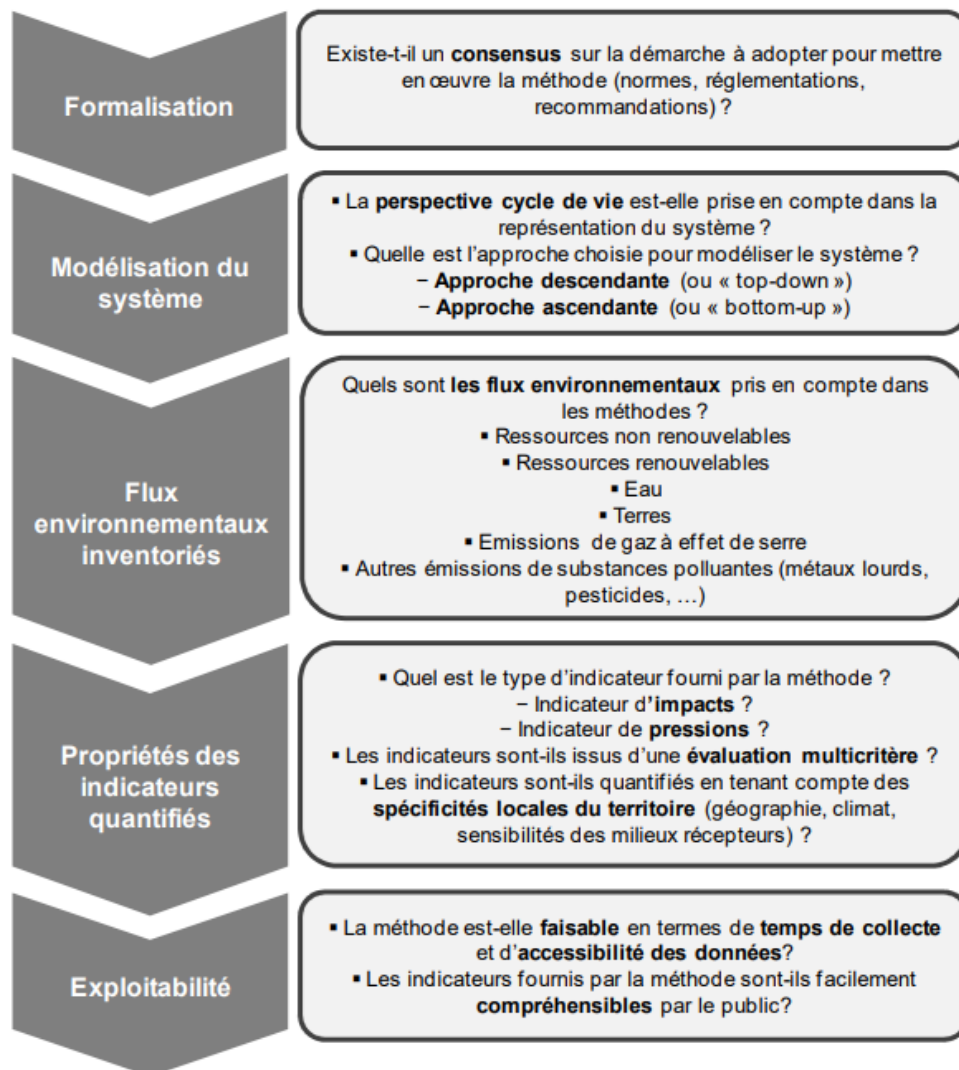 Formalisation
Existe-t-il un consensus sur la démarche à adopter pour mettre
en œuvre la méthode (normes, réglementations,
recommandations) ?
Modélisation du
système
▪ La perspective cycle de vie est-elle prise en compte dans la
représentation du système ?
▪ Quelle est l’approche choisie pour modéliser le système ?
– Approche descendante (ou « top-down »)
– Approche ascendante (ou « bottom-up »)
Flux
environnementaux
inventoriés
Quels sont les flux environnementaux pris en compte dans
les méthodes ?
▪ Ressources non renouvelables
▪ Ressources renouvelables
▪ Eau
▪ Terres
▪ Emissions de gaz à effet de serre
▪ Autres émissions de substances polluantes (métaux lourds,
pesticides, …)
Propriétés des
indicateurs
quantifiés
▪ Quel est le type d’indicateur fourni par la méthode ?
– Indicateur d’impacts ?
– Indicateur de pressions ?
▪ Les indicateurs sont-ils issus d’une évaluation multicritère ?
▪ Les indicateurs sont-ils quantifiés en tenant compte des
spécificités locales du territoire (géographie, climat,
sensibilités des milieux récepteurs) ?
Exploitabilité
▪ La méthode est-elle faisable en termes de temps de collecte
et d’accessibilité des données?
▪ Les indicateurs fournis par la méthode sont-ils facilement
compréhensibles par le public?